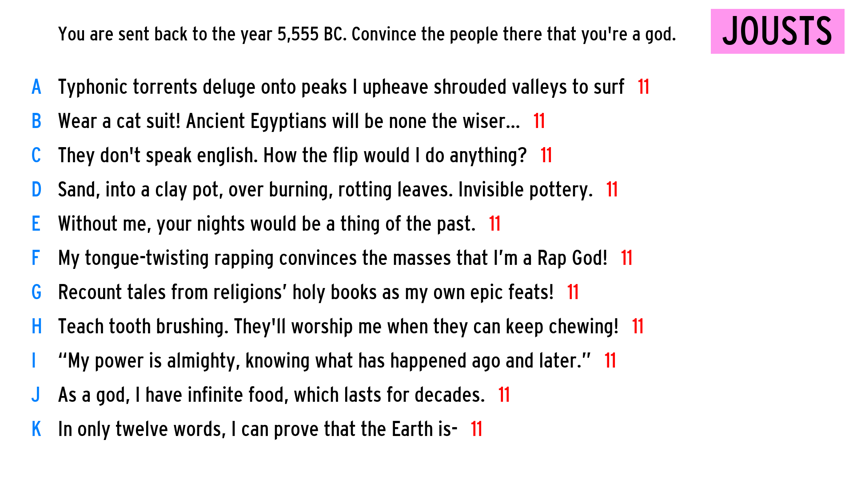 You are sent back to the year 5,555 BC. Convince the people there that you're a god.
JOUSTS
A Typhonic torrents deluge onto peaks I upheave shrouded valleys to surf 11
B Wear a cat suit! Ancient Egyptians will be none the wiser... 11
C They don't speak english. How the flip would I do anything? 11
D Sand, into a clay pot, over burning, rotting leaves. Invisible pottery. 11
E Without me, your nights would be a thing of the past. 11
F My tongue-twisting rapping convinces the masses that I’m a Rap God! 11
G Recount tales from religions’ holy books as my own epic feats! 11
H Teach tooth brushing. They'll worship me when they can keep chewing! 11
I “My power is almighty, knowing what has happened ago and later.” 11
J As a god, I have infinite food, which lasts for decades. 11
K In only twelve words, I can prove that the Earth is- 11